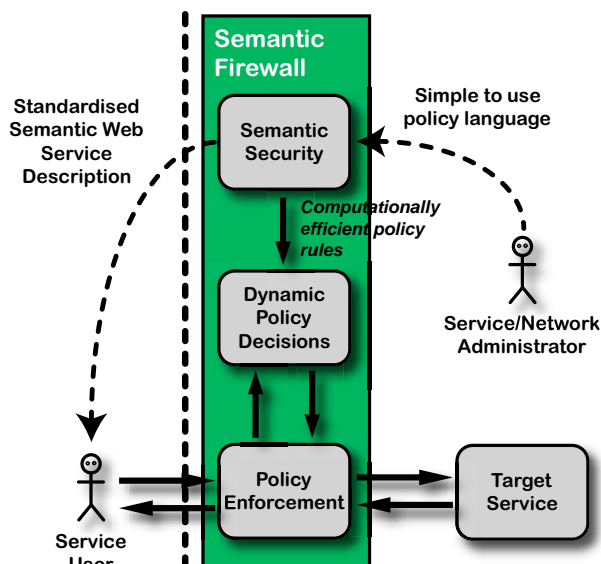 Semantic
Firewall
Standardised
Semantic Web
Service
Description
Simple to use
policy language
Semantic
Security
Computationally
efficient policy
rules
Dynamic
Policy
Decisions
Service/Network
Administrator
Policy
Enforcement
Target
Service
Service
User